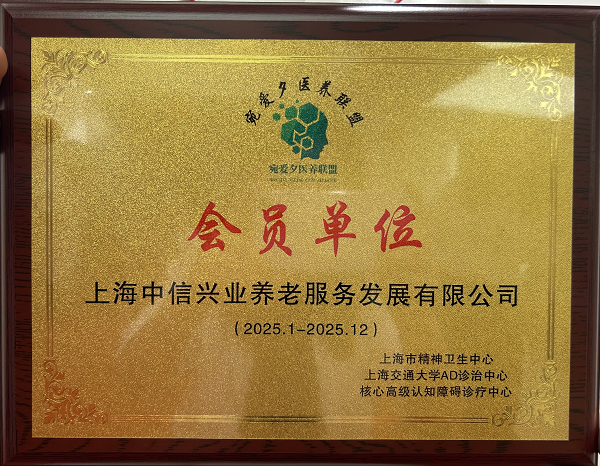 宛爱夕医养联盟
宛爱夕医养联盟
会员单位
上海中信兴业养老服务发展有限公司
(2025.1-2025.12)
上海市精神卫生中心
上海交通大学AD诊治中心
核心高级认知障碍诊疗中心